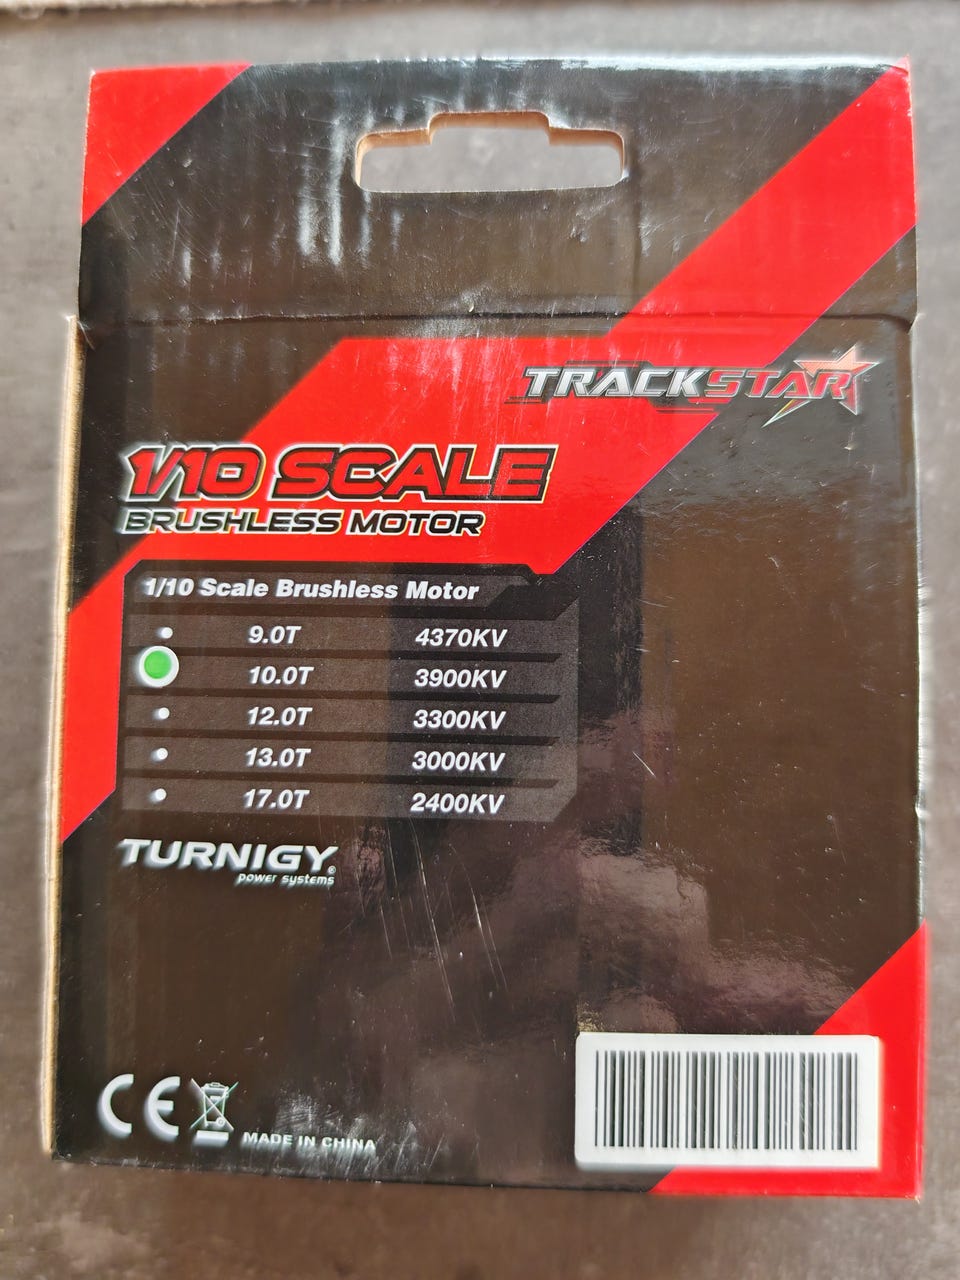 TRACKSTAR
1/10 SCALE
BRUSHLESS MOTOR
1/10 Scale Brushless Motor
9.0T 4370KV
10.0T 3900KV
12.0T 3300KV
13.0T 3000KV
17.0T 2400KV
TURNIGY®
power systems
CE
MADE IN CHINA